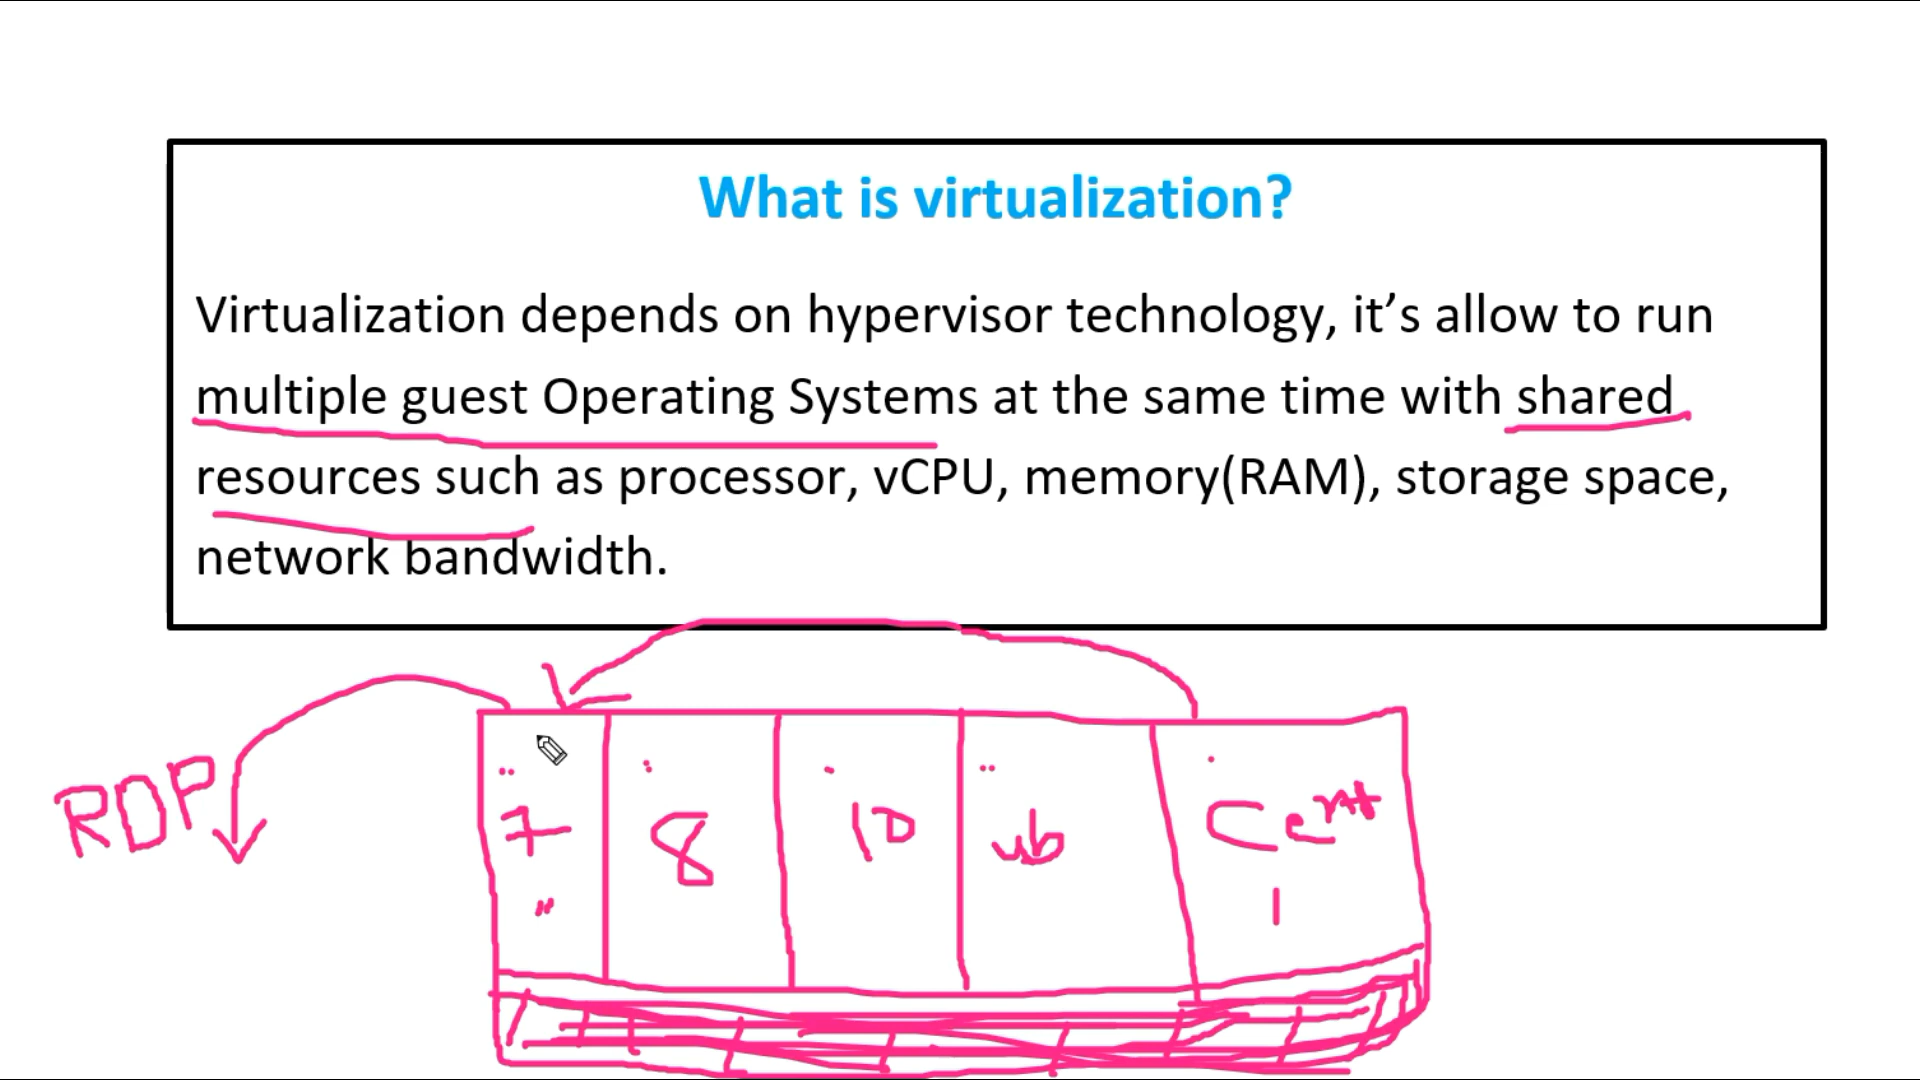 What is virtualization?
Virtualization depends on hypervisor technology, it’s allow to run
multiple guest Operating Systems at the same time with shared
resources such as processor, vCPU, memory(RAM), storage space,
network bandwidth.
RDP
7 8 10 ub Cent